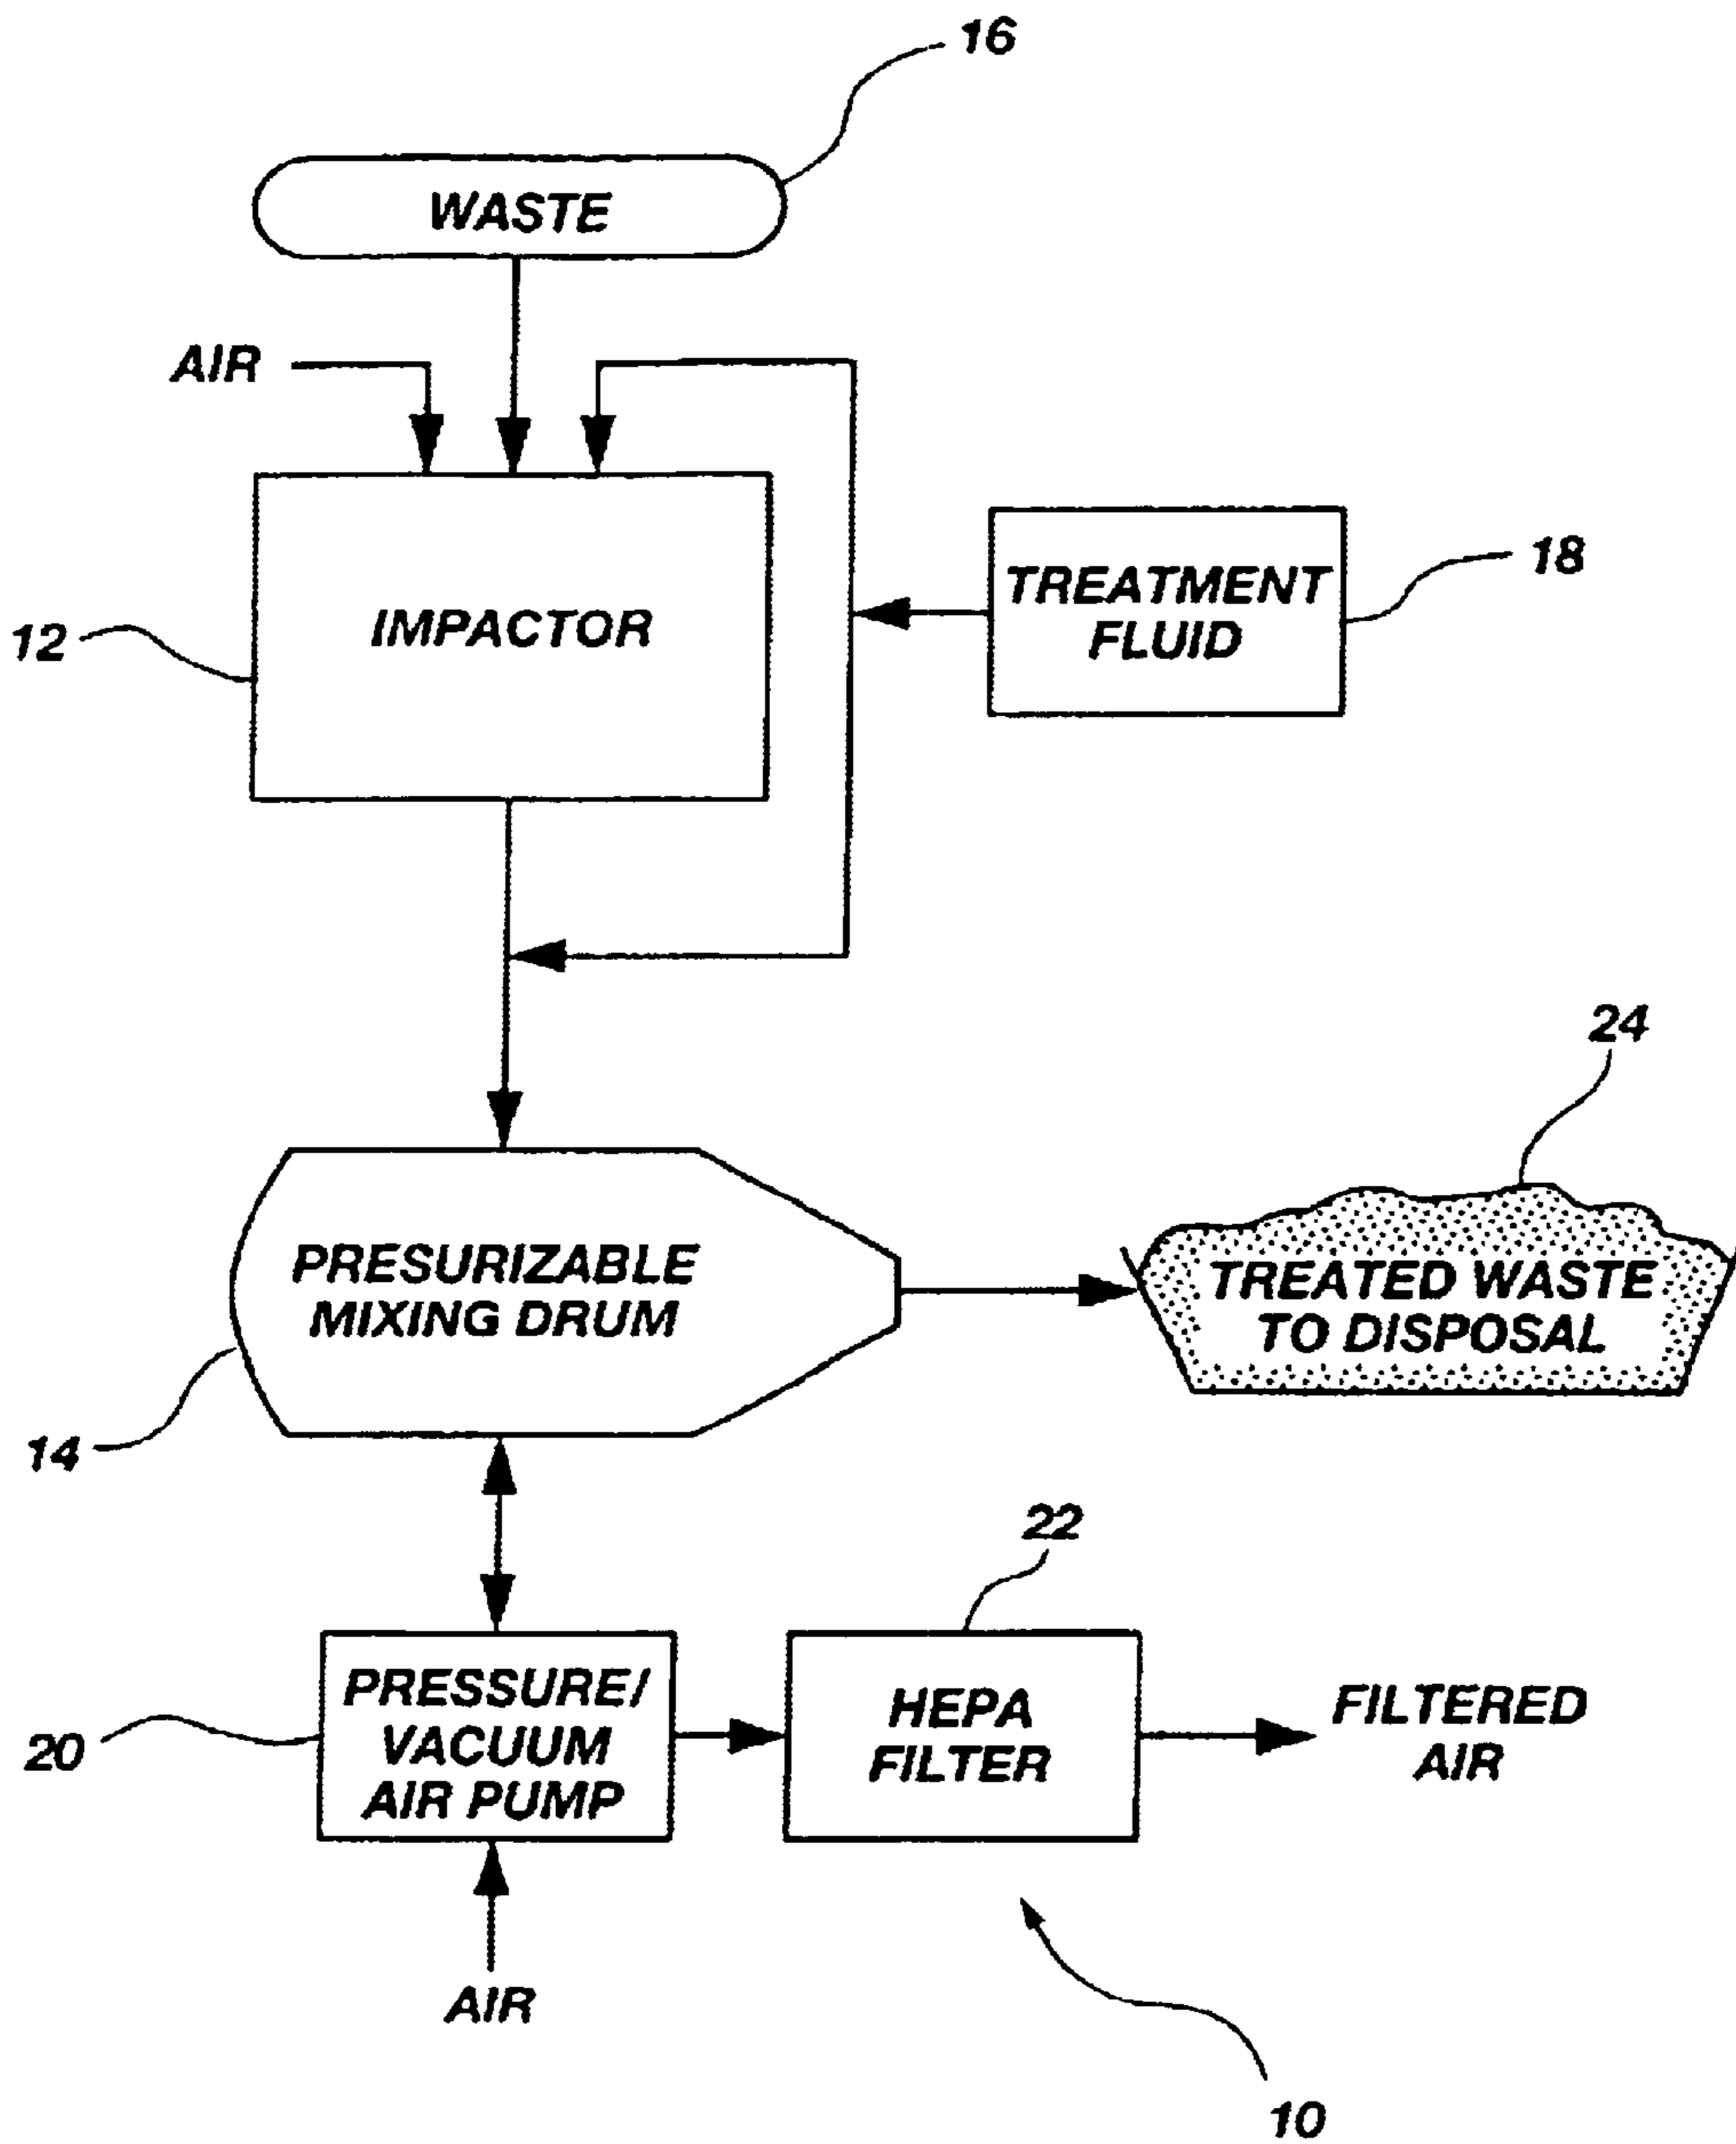 16
WASTE
AIR
12
IMPACTOR
TREATMENT
FLUID
18
24
PRESURIZABLE
MIXING DRUM
TREATED WASTE
TO DISPOSAL
14
22
20
PRESSURE/
VACUUM
AIR PUMP
HEPA
FILTER
FILTERED
AIR
AIR
10